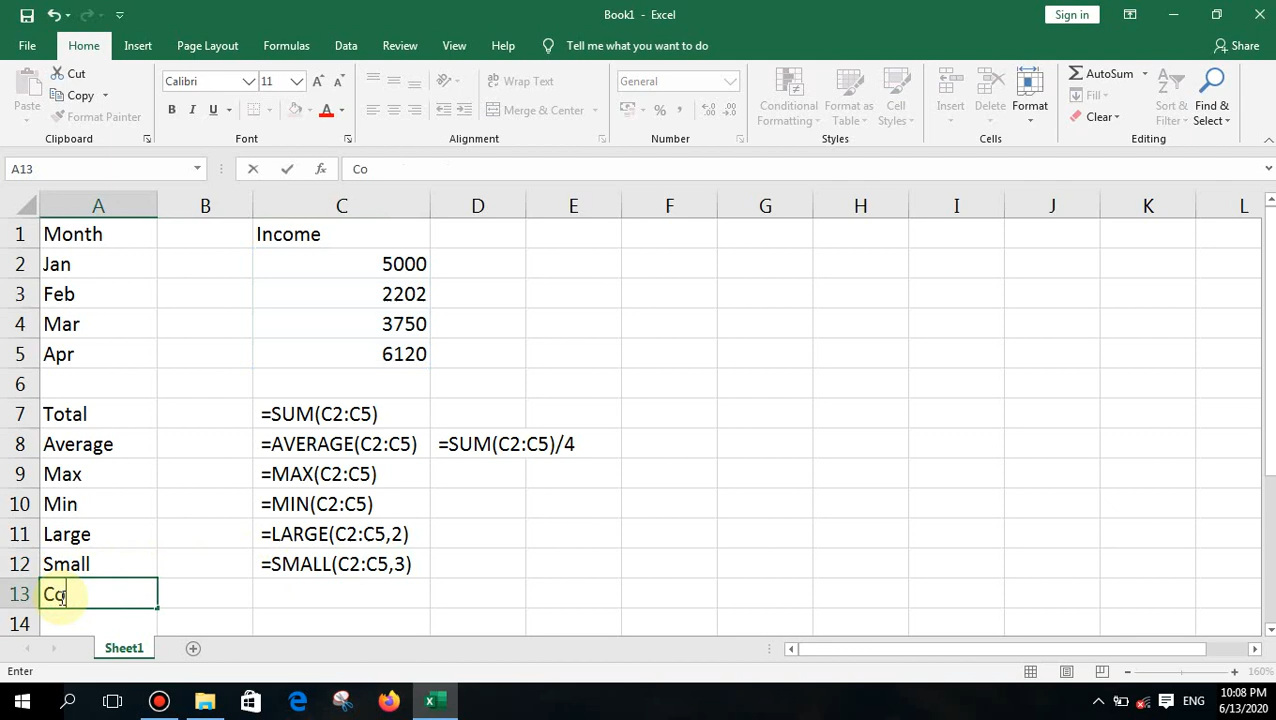 Book1 - Excel
Sign in
File Home Insert Page Layout Formulas Data Review View Help Tell me what you want to do Share
Paste
Cut
Copy
Format Painter
Clipboard
Calibri 11
B I U
Font
Wrap Text
Merge & Center
Alignment
General
Number
Conditional Formatting
Format as Table
Cell Styles
Styles
Insert Delete Format
Cells
AutoSum
Fill
Clear
Sort & Filter
Find & Select
Editing
A13 fx Co
A B C D E F G H I J K L
1 Month Income
2 Jan 5000
3 Feb 2202
4 Mar 3750
5 Apr 6120
6
7 Total =SUM(C2:C5)
8 Average =AVERAGE(C2:C5) =SUM(C2:C5)/4
9 Max =MAX(C2:C5)
10 Min =MIN(C2:C5)
11 Large =LARGE(C2:C5,2)
12 Small =SMALL(C2:C5,3)
13 Co
14
Sheet1
Enter 160%
ENG 10:08 PM
6/13/2020